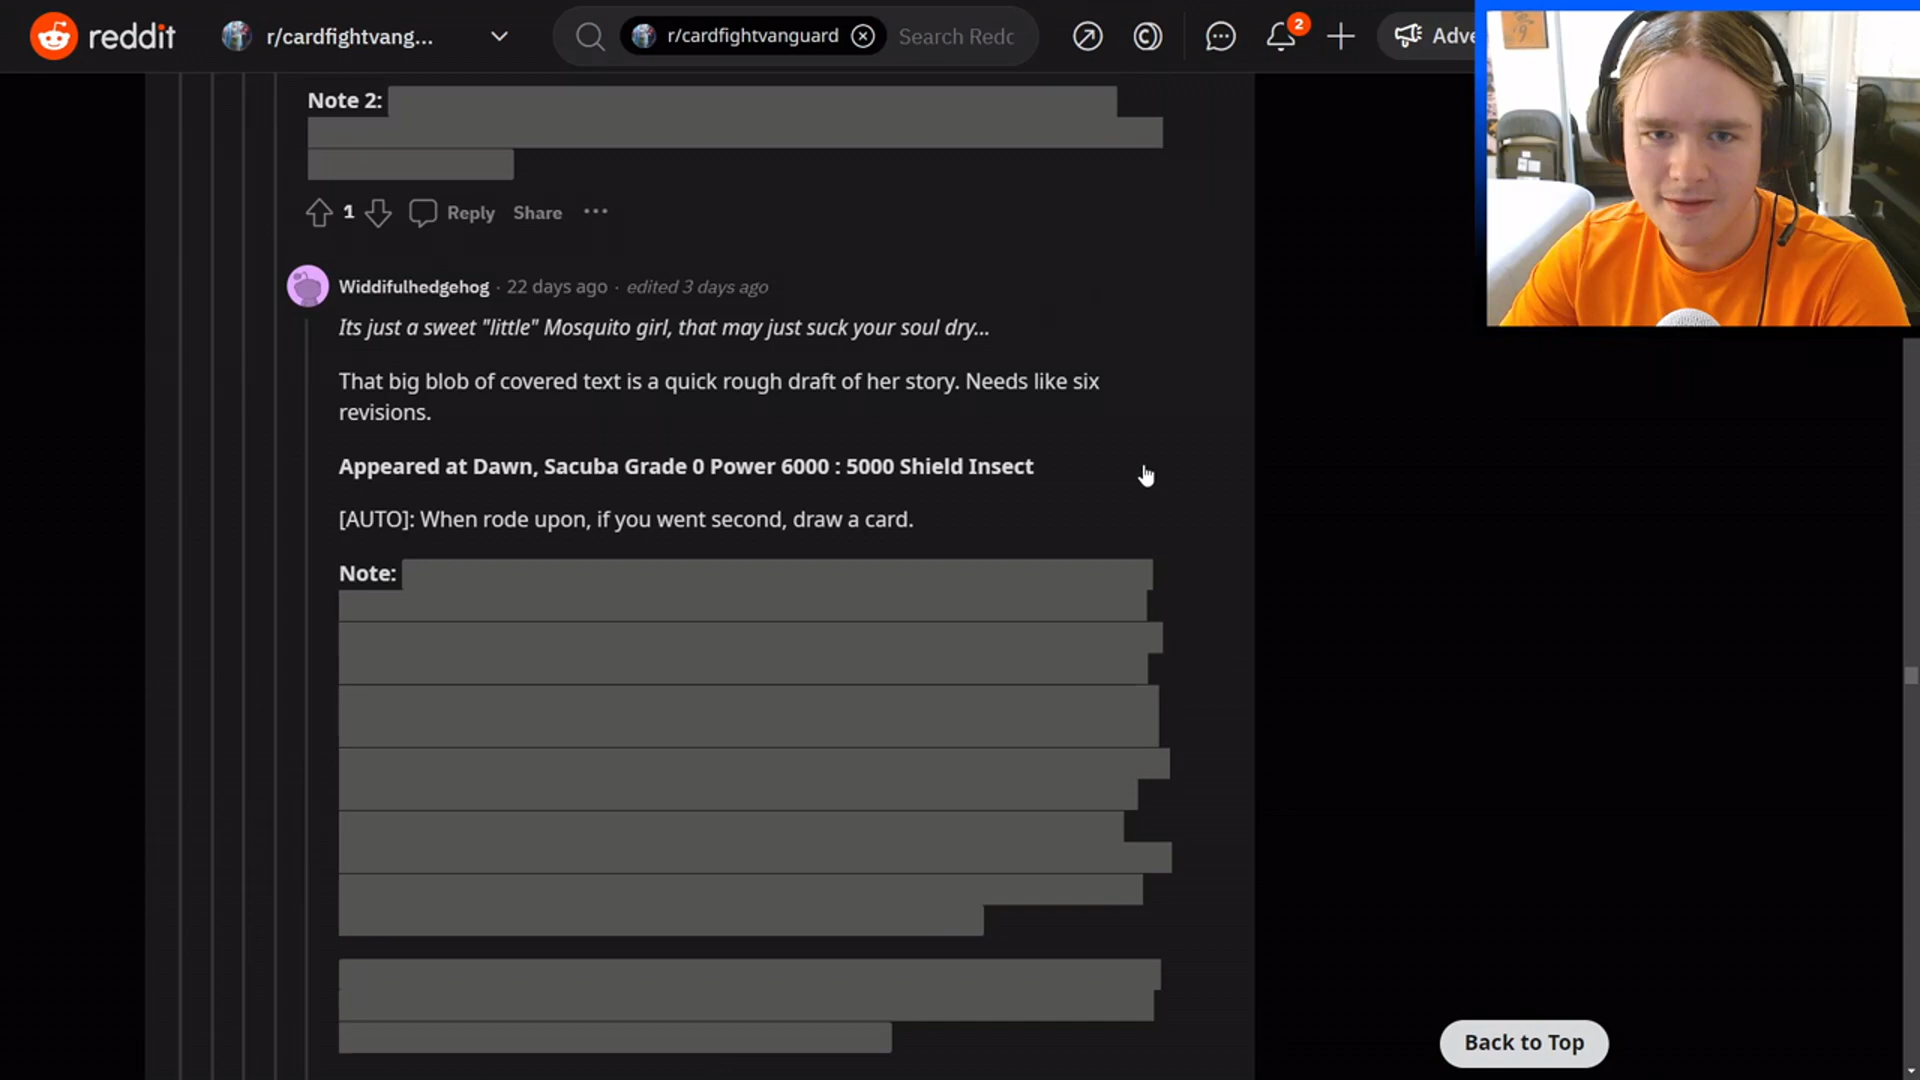 reddit
r/cardfightvang...
r/cardfightvanguard
Search Redc
2
Adve
Note 2:
1
Reply
Share
Widdifulhedgehog · 22 days ago · edited 3 days ago
Its just a sweet "little" Mosquito girl, that may just suck your soul dry...
That big blob of covered text is a quick rough draft of her story. Needs like six
revisions.
Appeared at Dawn, Sacuba Grade 0 Power 6000 : 5000 Shield Insect
[AUTO]: When rode upon, if you went second, draw a card.
Note:
Back to Top